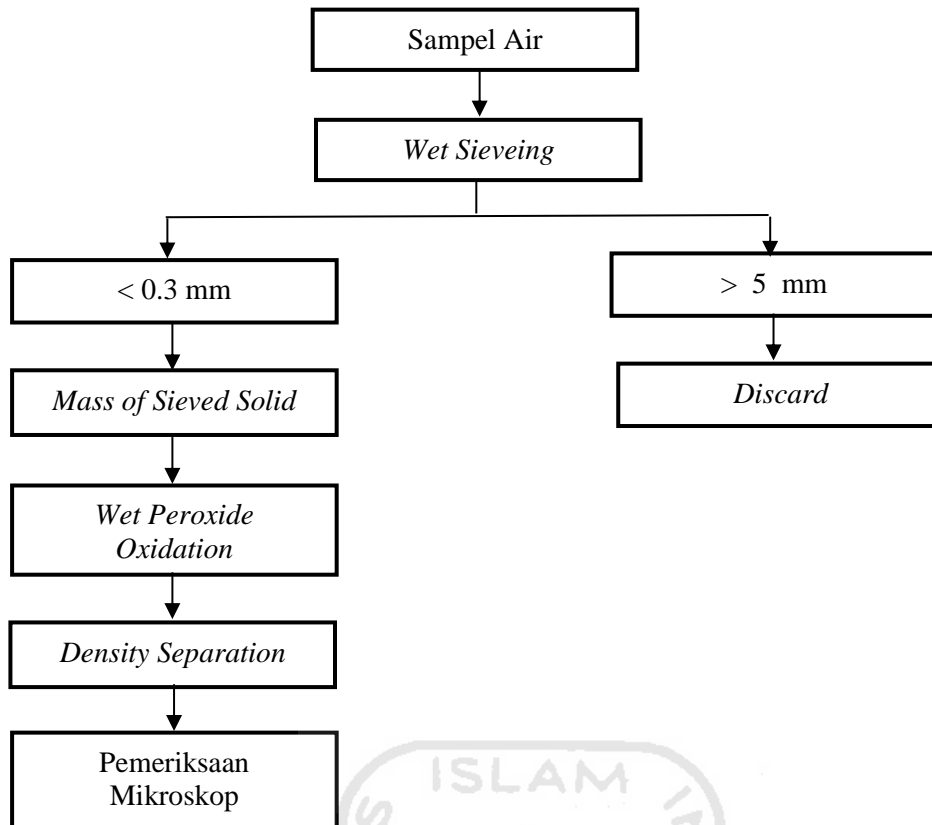 Sampel Air
Wet Sieveing
< 0.3 mm
> 5 mm
Mass of Sieved Solid
Discard
Wet Peroxide
Oxidation
Density Separation
Pemeriksaan
Mikroskop
ISLAM